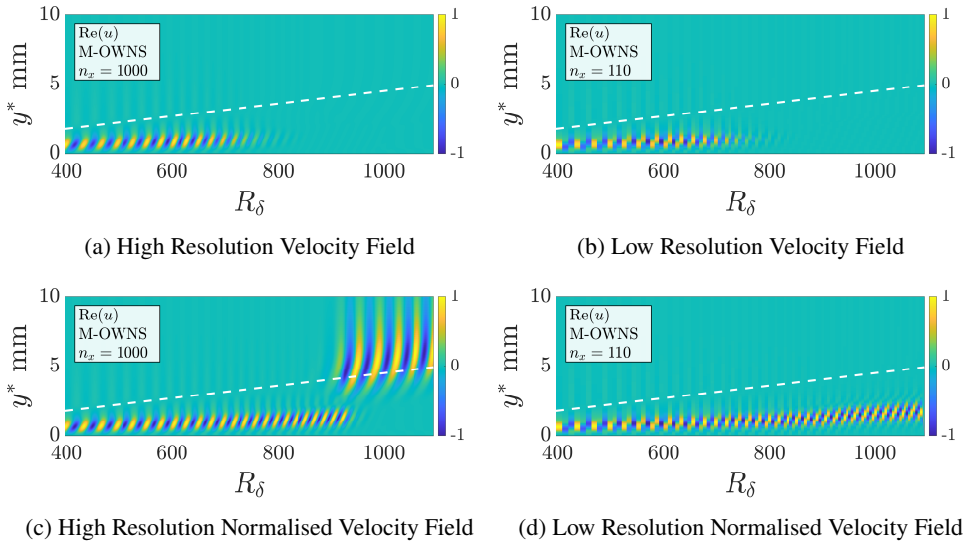 10
5
0
y* mm
Re(u)
M-OWNS
nₓ = 1000
400
600
800
1000
R_δ
1
0
-1
(a) High Resolution Velocity Field
10
5
0
y* mm
Re(u)
M-OWNS
nₓ = 110
400
600
800
1000
R_δ
1
0
-1
(b) Low Resolution Velocity Field
10
5
0
y* mm
Re(u)
M-OWNS
nₓ = 1000
400
600
800
1000
R_δ
1
0
-1
(c) High Resolution Normalised Velocity Field
10
5
0
y* mm
Re(u)
M-OWNS
nₓ = 110
400
600
800
1000
R_δ
1
0
-1
(d) Low Resolution Normalised Velocity Field